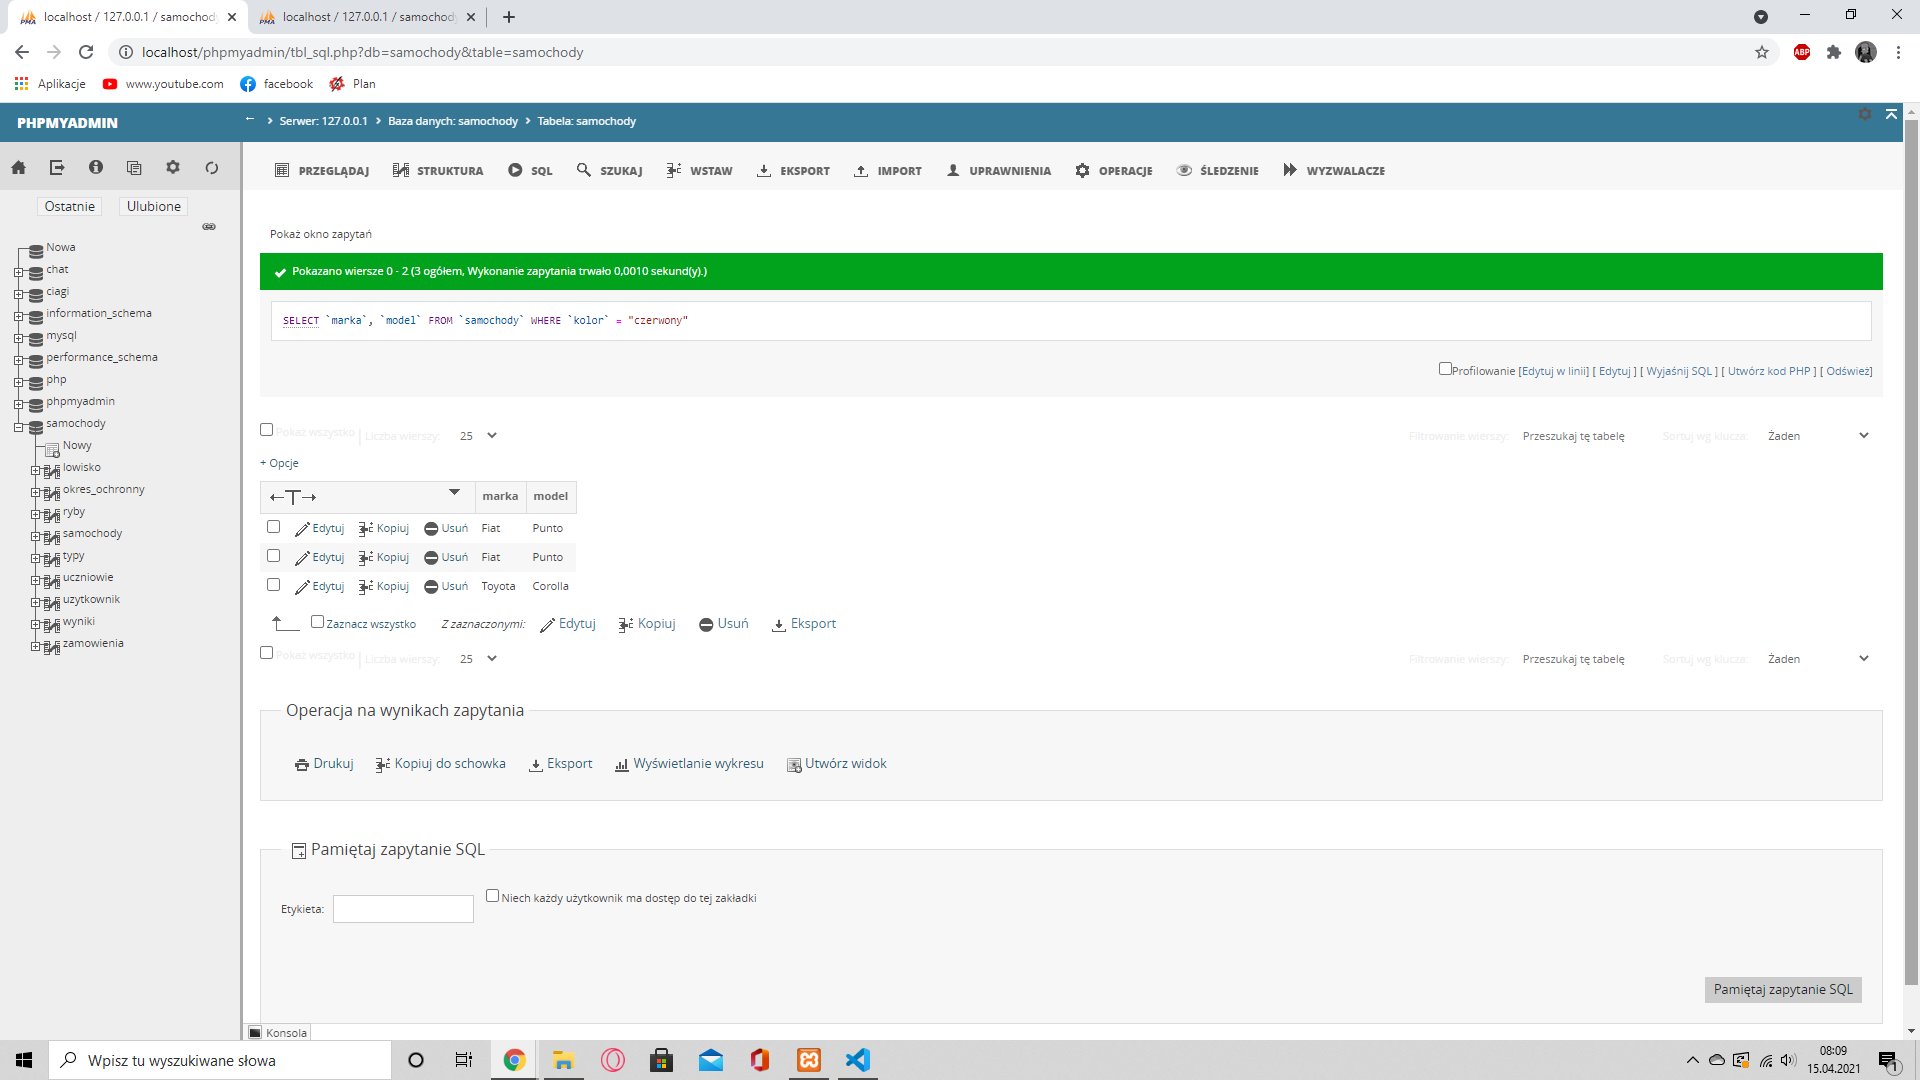 localhost / 127.0.0.1 / samochody
localhost / 127.0.0.1 / samochody
localhost/phpmyadmin/tbl_sql.php?db=samochody&table=samochody
ABP
Aplikacje
www.youtube.com
facebook
Plan
PHPMYADMIN
Serwer: 127.0.0.1
Baza danych: samochody
Tabela: samochody
PRZEGLĄDAJ
STRUKTURA
SQL
SZUKAJ
WSTAW
EKSPORT
IMPORT
UPRAWNIENIA
OPERACJE
ŚLEDZENIE
WYZWALACZE
Ostatnie
Ulubione
Nowa
chat
ciagi
information_schema
mysql
performance_schema
php
phpmyadmin
samochody
Nowy
lowisko
okres_ochronny
ryby
samochody
typy
uczniowie
uzytkownik
wyniki
zamowienia
Pokaż okno zapytań
Pokazano wiersze 0 - 2 (3 ogółem, Wykonanie zapytania trwało 0,0010 sekund(y).)
SELECT `marka`, `model` FROM `samochody` WHERE `kolor` = "czerwony"
Profilowanie [Edytuj w linii] [ Edytuj ] [ Wyjaśnij SQL ] [ Utwórz kod PHP ] [ Odśwież]
Pokaż wszystko | Liczba wierszy: 25 Filtrowanie wierszy: Przeszukaj tę tabelę Sortuj wg klucza: Żaden
+ Opcje
←T→ marka model
Edytuj Kopiuj Usuń Fiat Punto
Edytuj Kopiuj Usuń Fiat Punto
Edytuj Kopiuj Usuń Toyota Corolla
Zaznacz wszystko Z zaznaczonymi: Edytuj Kopiuj Usuń Eksport
Pokaż wszystko | Liczba wierszy: 25 Filtrowanie wierszy: Przeszukaj tę tabelę Sortuj wg klucza: Żaden
Operacja na wynikach zapytania
Drukuj Kopiuj do schowka Eksport Wyświetlanie wykresu Utwórz widok
Pamiętaj zapytanie SQL
Etykieta: Niech każdy użytkownik ma dostęp do tej zakładki
Pamiętaj zapytanie SQL
Konsola
Wpisz tu wyszukiwane słowa
08:09
15.04.2021
1